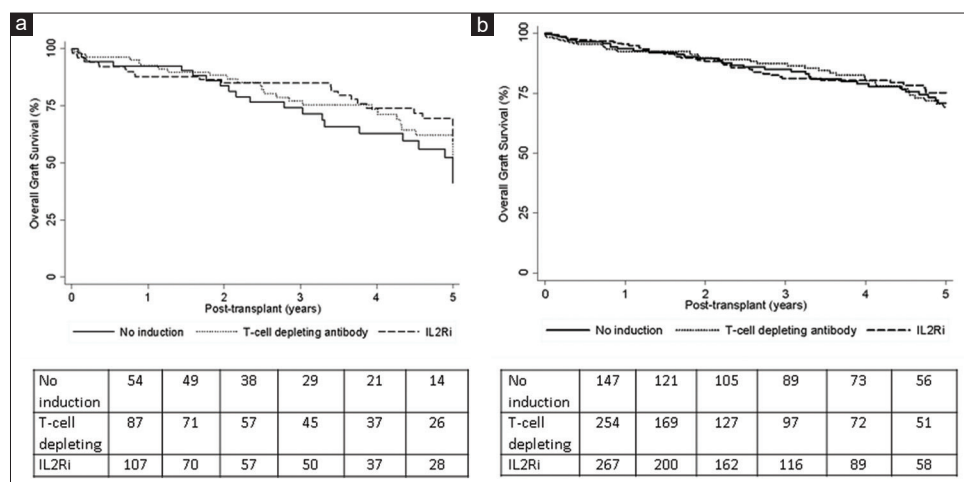 a
Overall Graft Survival (%)
100
75
50
25
0
0 1 2 3 4 5
Post-transplant (years)
No induction T-cell depleting antibody IL2Ri
No induction 54 49 38 29 21 14
T-cell depleting 87 71 57 45 37 26
IL2Ri 107 70 57 50 37 28
b
Overall Graft Survival (%)
100
75
50
25
0
0 1 2 3 4 5
Post-transplant (years)
No induction T-cell depleting antibody IL2Ri
No induction 147 121 105 89 73 56
T-cell depleting 254 169 127 97 72 51
IL2Ri 267 200 162 116 89 58